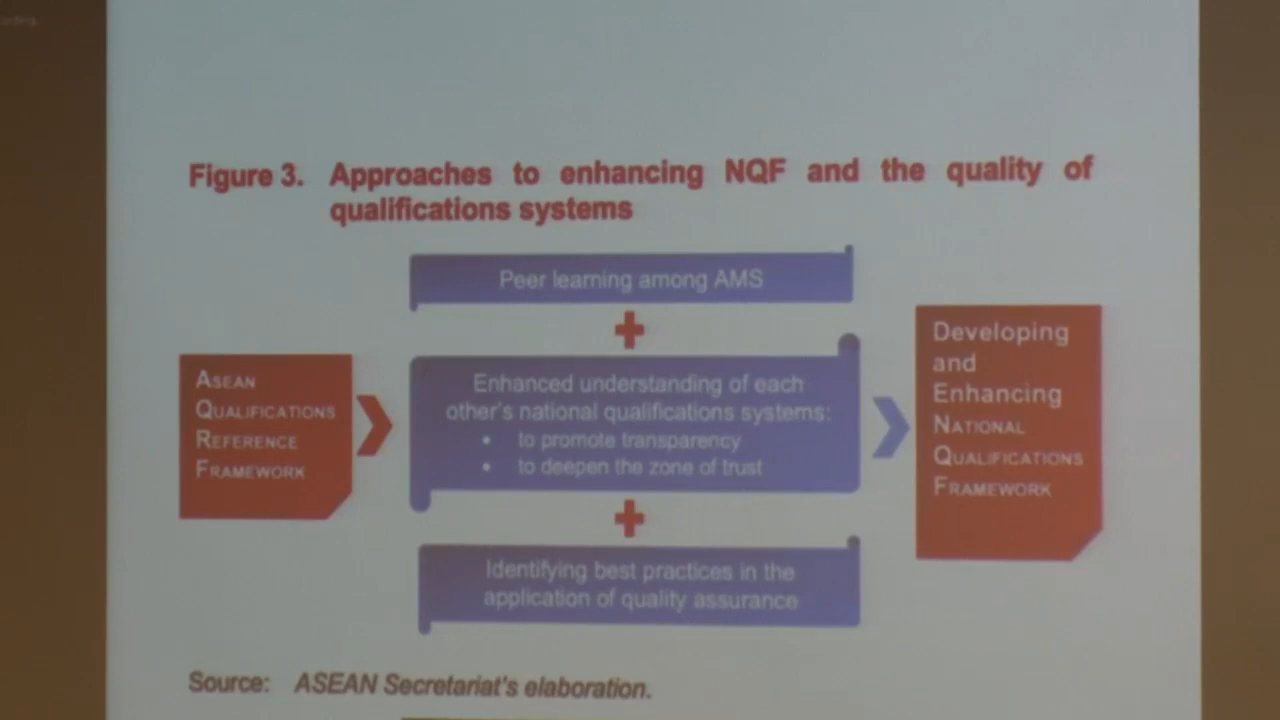 Figure 3. Approaches to enhancing NQF and the quality of
qualifications systems
Peer learning among AMS
+
ASEAN
QUALIFICATIONS
REFERENCE
FRAMEWORK
Enhanced understanding of each
other's national qualifications systems:
• to promote transparency
• to deepen the zone of trust
+
Identifying best practices in the
application of quality assurance
Developing
and
Enhancing
NATIONAL
QUALIFICATIONS
FRAMEWORK
Source: ASEAN Secretariat's elaboration.